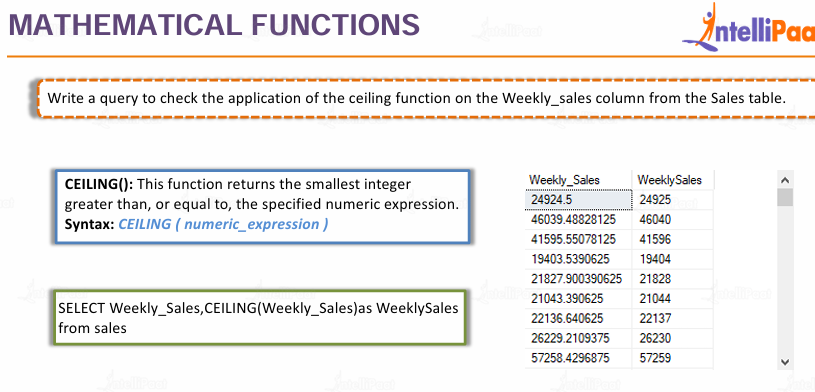 MATHEMATICAL FUNCTIONS
IntelliPaa
Write a query to check the application of the ceiling function on the Weekly_sales column from the Sales table.
CEILING(): This function returns the smallest integer
greater than, or equal to, the specified numeric expression.
Syntax: CEILING ( numeric_expression )
SELECT Weekly_Sales,CEILING(Weekly_Sales)as WeeklySales
from sales
Weekly_Sales WeeklySales
24924.5 24925
46039.48828125 46040
41595.55078125 41596
19403.5390625 19404
21827.900390625 21828
21043.390625 21044
22136.640625 22137
26229.2109375 26230
57258.4296875 57259